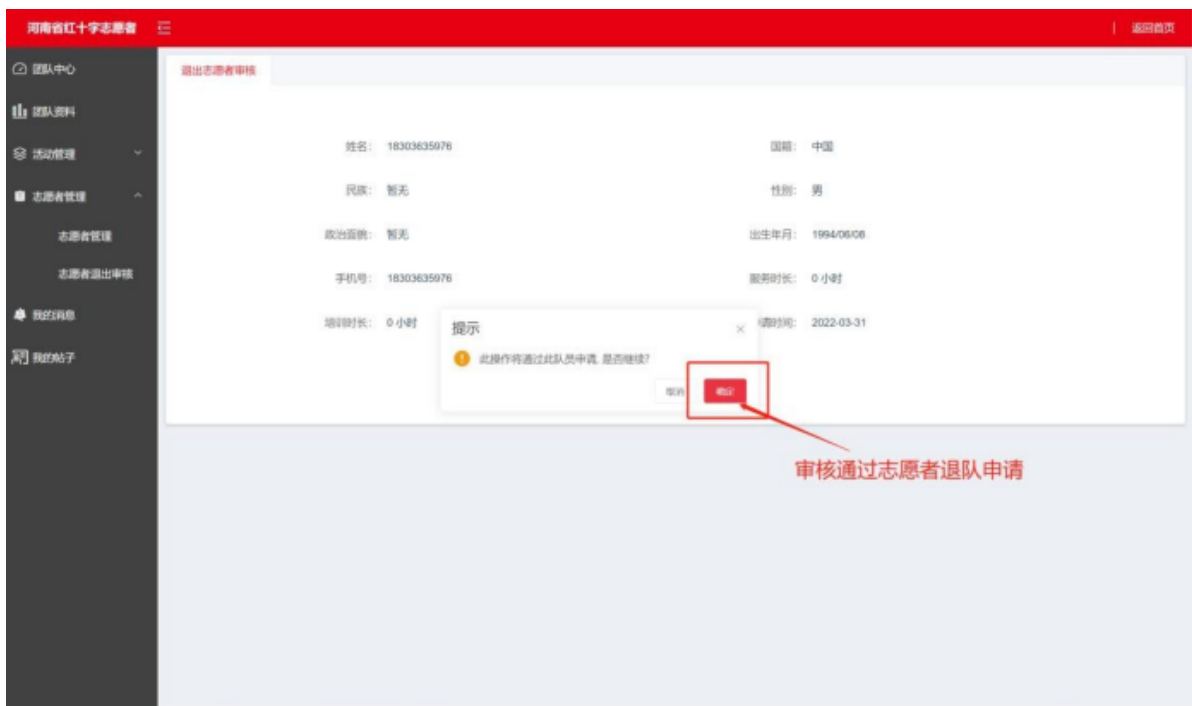 河南省红十字志愿者
返回首页
团队中心
退出志愿者审核
团队资料
姓名： 18303635976
国籍： 中国
活动管理
民族： 暂无
性别： 男
志愿者管理
政治面貌： 暂无
出生年月： 1994/06/08
志愿者管理
志愿者退出审核
手机号： 18303635976
服务时长： 0 小时
我的消息
培训时长： 0 小时
提示
请时间： 2022-03-31
我的帖子
此操作将通过此队员申请, 是否继续?
取消
确定
审核通过志愿者退队申请